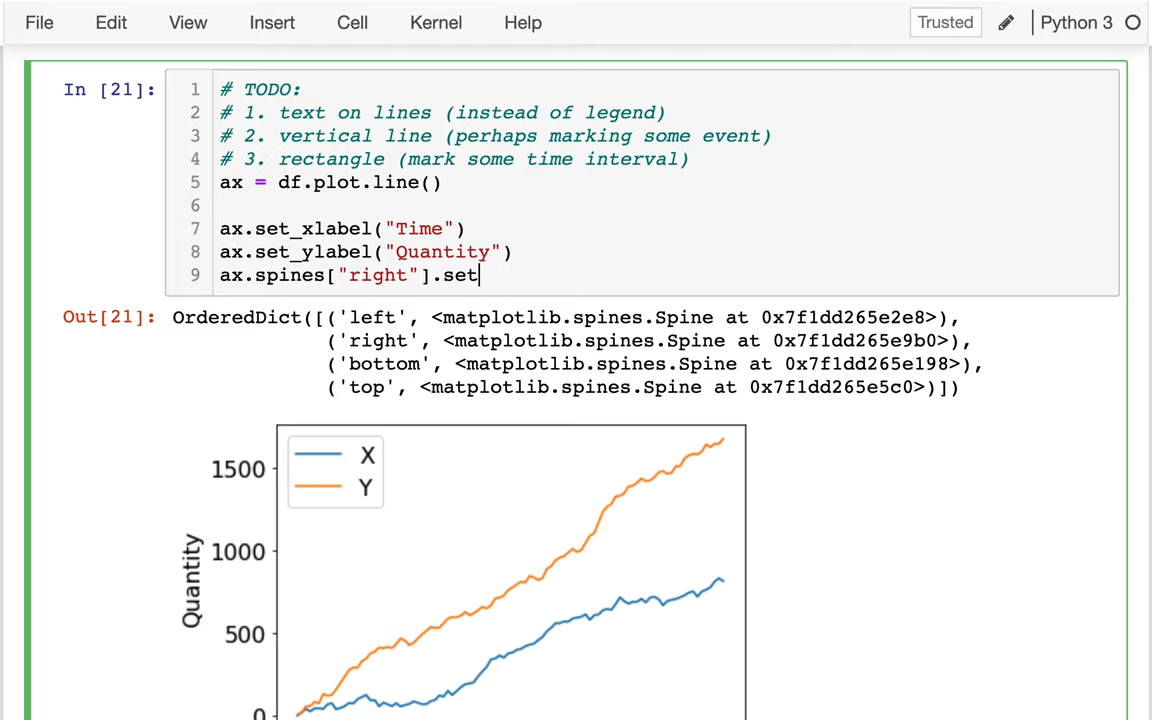 File Edit View Insert Cell Kernel Help Trusted Python 3
In [21]:
1 # TODO:
2 # 1. text on lines (instead of legend)
3 # 2. vertical line (perhaps marking some event)
4 # 3. rectangle (mark some time interval)
5 ax = df.plot.line()
6
7 ax.set_xlabel("Time")
8 ax.set_ylabel("Quantity")
9 ax.spines["right"].set
Out[21]: OrderedDict([('left', <matplotlib.spines.Spine at 0x7f1dd265e2e8>),
('right', <matplotlib.spines.Spine at 0x7f1dd265e9b0>),
('bottom', <matplotlib.spines.Spine at 0x7f1dd265e198>),
('top', <matplotlib.spines.Spine at 0x7f1dd265e5c0>)])
X
Y
1500
1000
500
0
Quantity